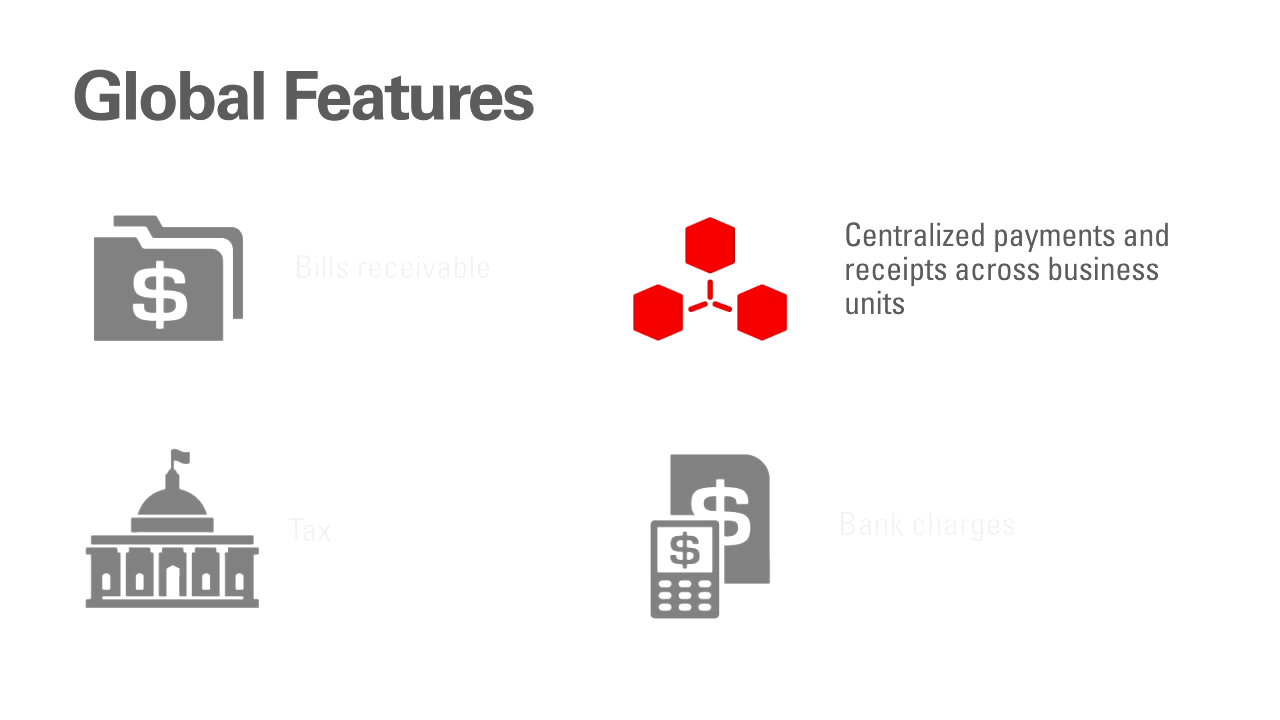 Global Features
Bills receivable
Centralized payments and
receipts across business
units
Tax
Bank charges
$
$
$